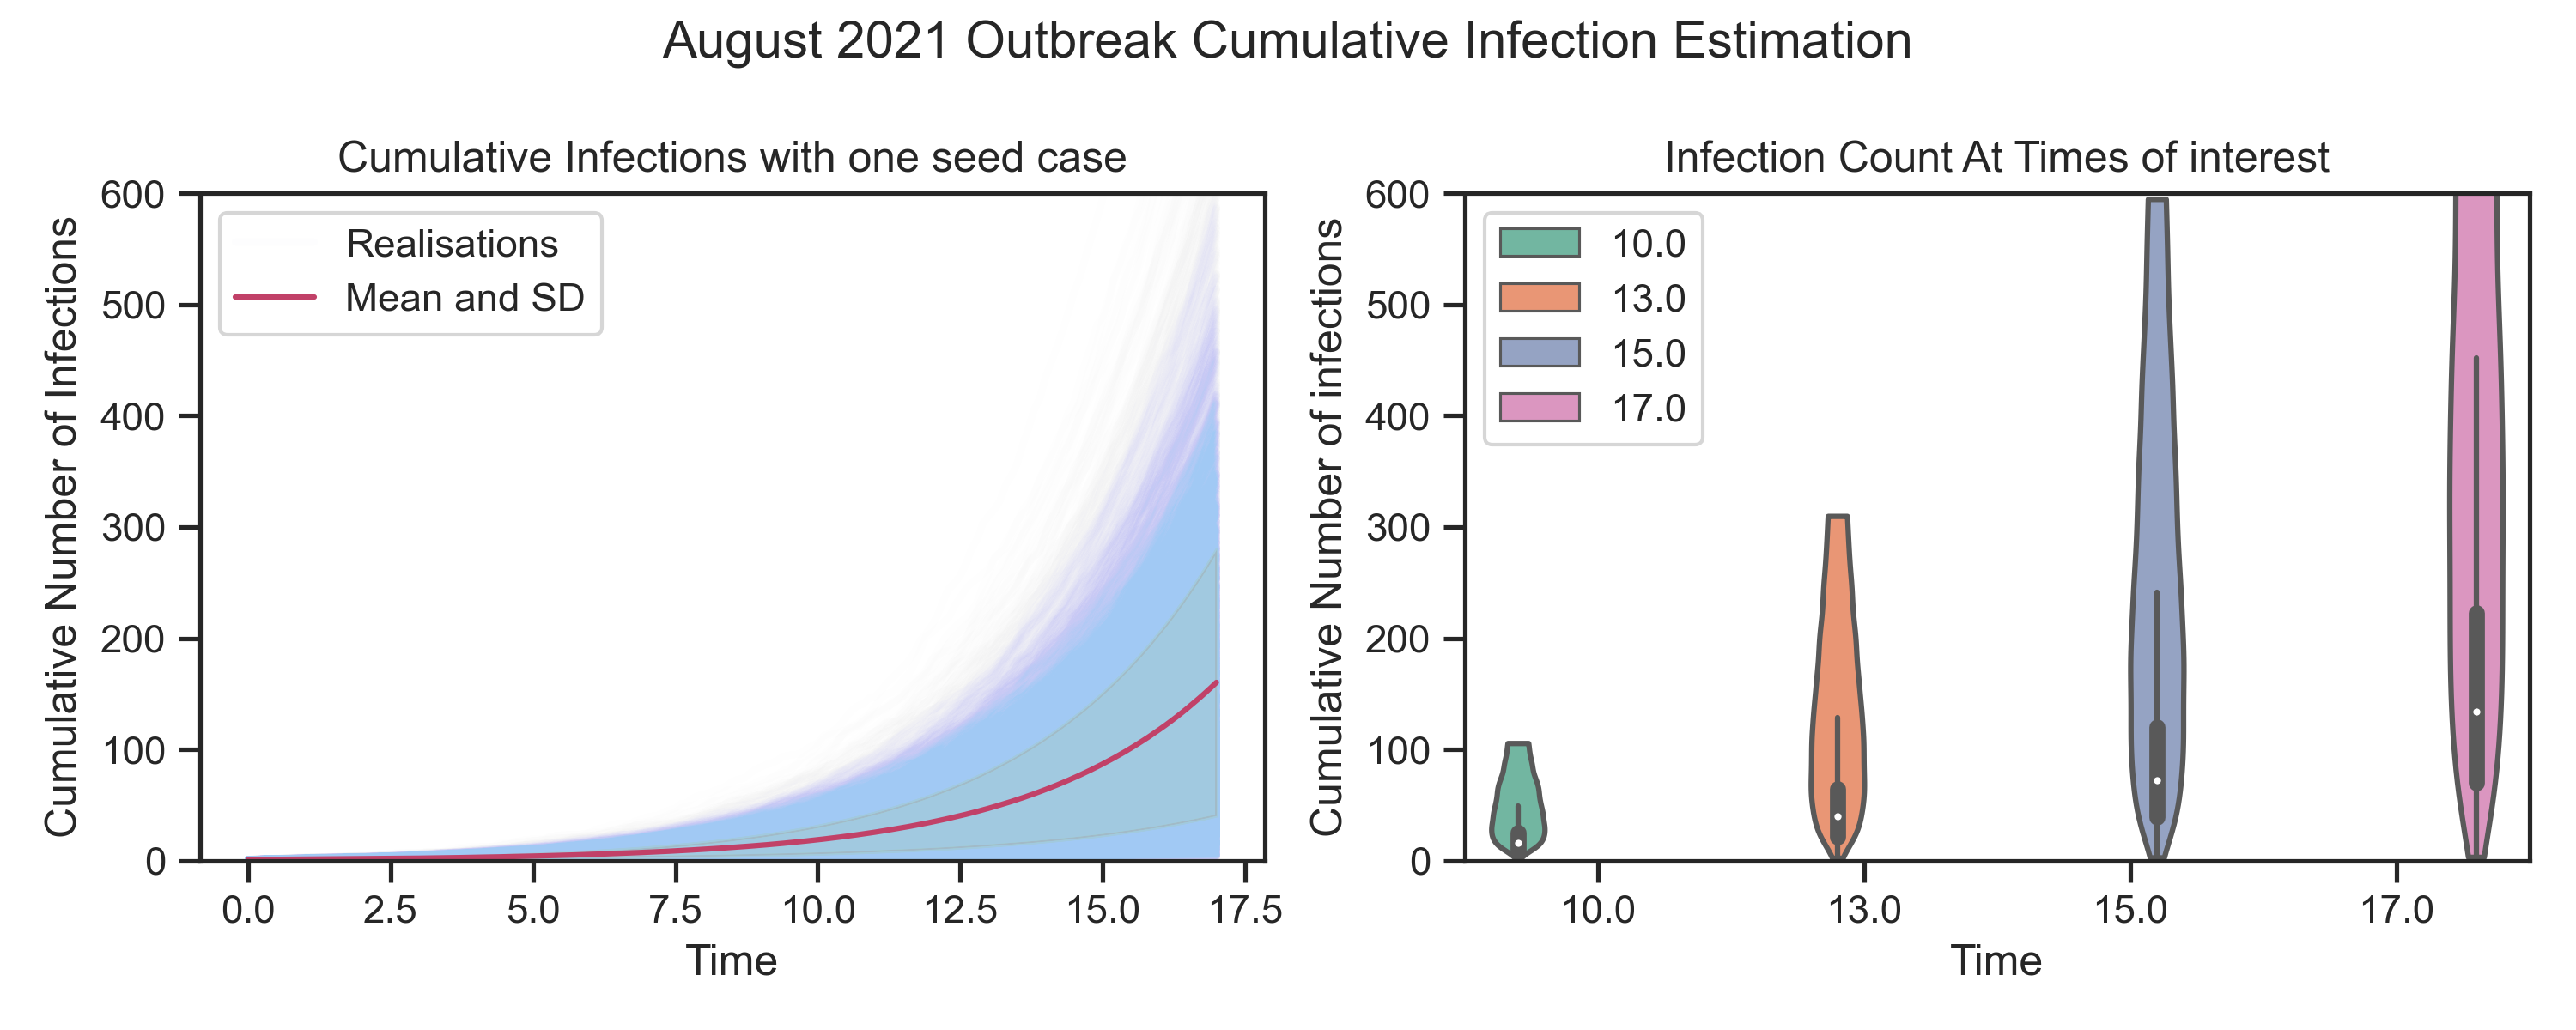 August 2021 Outbreak Cumulative Infection Estimation
Cumulative Infections with one seed case
Cumulative Number of Infections
600
500
400
300
200
100
0
Realisations
Mean and SD
0.0 2.5 5.0 7.5 10.0 12.5 15.0 17.5
Time
Infection Count At Times of interest
Cumulative Number of infections
600
500
400
300
200
100
0
10.0
13.0
15.0
17.0
10.0 13.0 15.0 17.0
Time